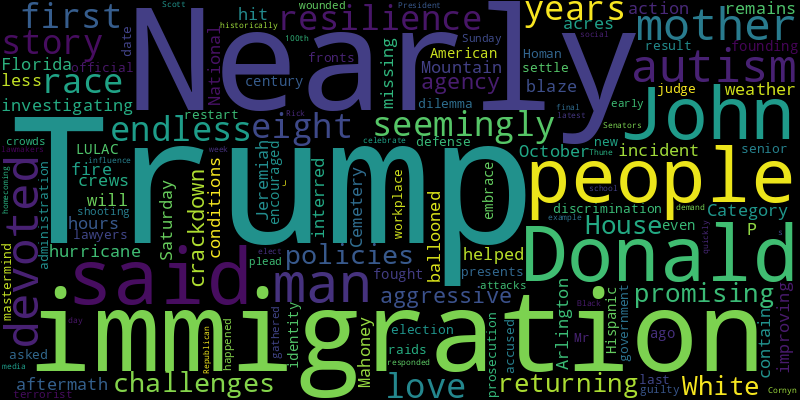 Scott
wounded
President
years
action
remains
first
Nearly
hit
resilience
historically
100th
fronts
Sunday
acres
mother
date
story
National
missing
American
Homan
result
founding
Florida
official
century
Mountain
settle
autism
less
race
agency
blaze
judge
weather
investigating
restart
Rick
dilemma
final
latest
early
John
endless
eight
seemingly
social
Senators
crowds
lawmakers
LULAC
week
celebrate
defense
October
new
incident
senior
Trump
influence
Jeremiah
encouraged
Thune
people
devoted
fire
crews
conditions
interred
Cemetery
workplace
embrace
school
homecoming
administration
will
Saturday
crackdown
ballooned
discrimination
demand
Category
shooting
example
hours
lawyers
elect
policies
helped
House
even
P
s
hurricane
plead
attacks
quickly
mastermind
said
man
fought
presents
Donald
aggressive
promising
immigration
identity
Arlington
Hispanic
government
contain
improving
day
Republican
happened
gathered
Mahoney
election
prosecution
accused
Black
Mr
ago
asked
raids
media
responded
aftermath
challenges
love
returning
guilty
last
White
terrorist
Cornyn